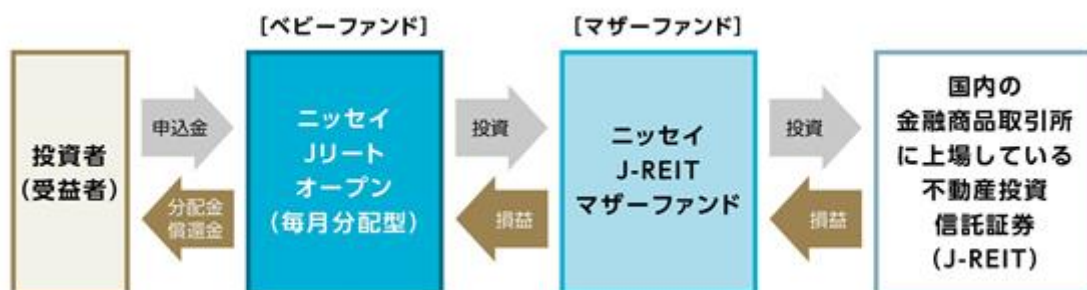 [ベビーファンド]
[マザーファンド]
投資者
(受益者)
申込金
分配金
償還金
ニッセイ
Jリート
オープン
(毎月分配型)
投資
損益
ニッセイ
J-REIT
マザーファンド
投資
損益
国内の
金融商品取引所
に上場している
不動産投資
信託証券
(J-REIT)